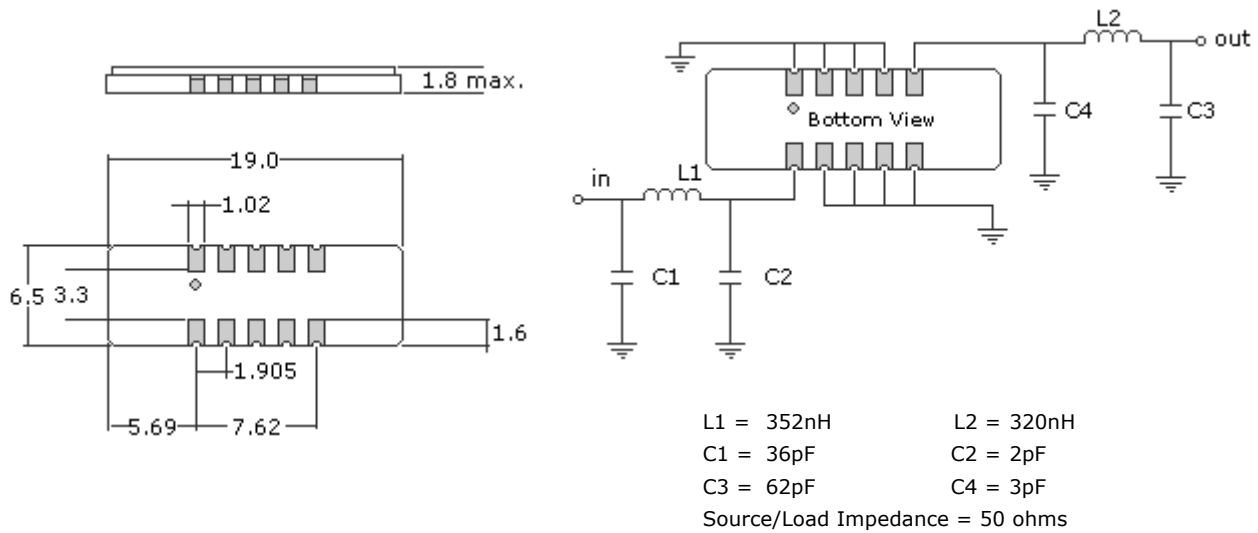 1.8 max.
19.0
1.02
6.5
3.3
1.6
1.905
5.69
7.62
L2
out
C4
C3
Bottom View
in
L1
C1
C2
L1 = 352nH L2 = 320nH
C1 = 36pF C2 = 2pF
C3 = 62pF C4 = 3pF
Source/Load Impedance = 50 ohms